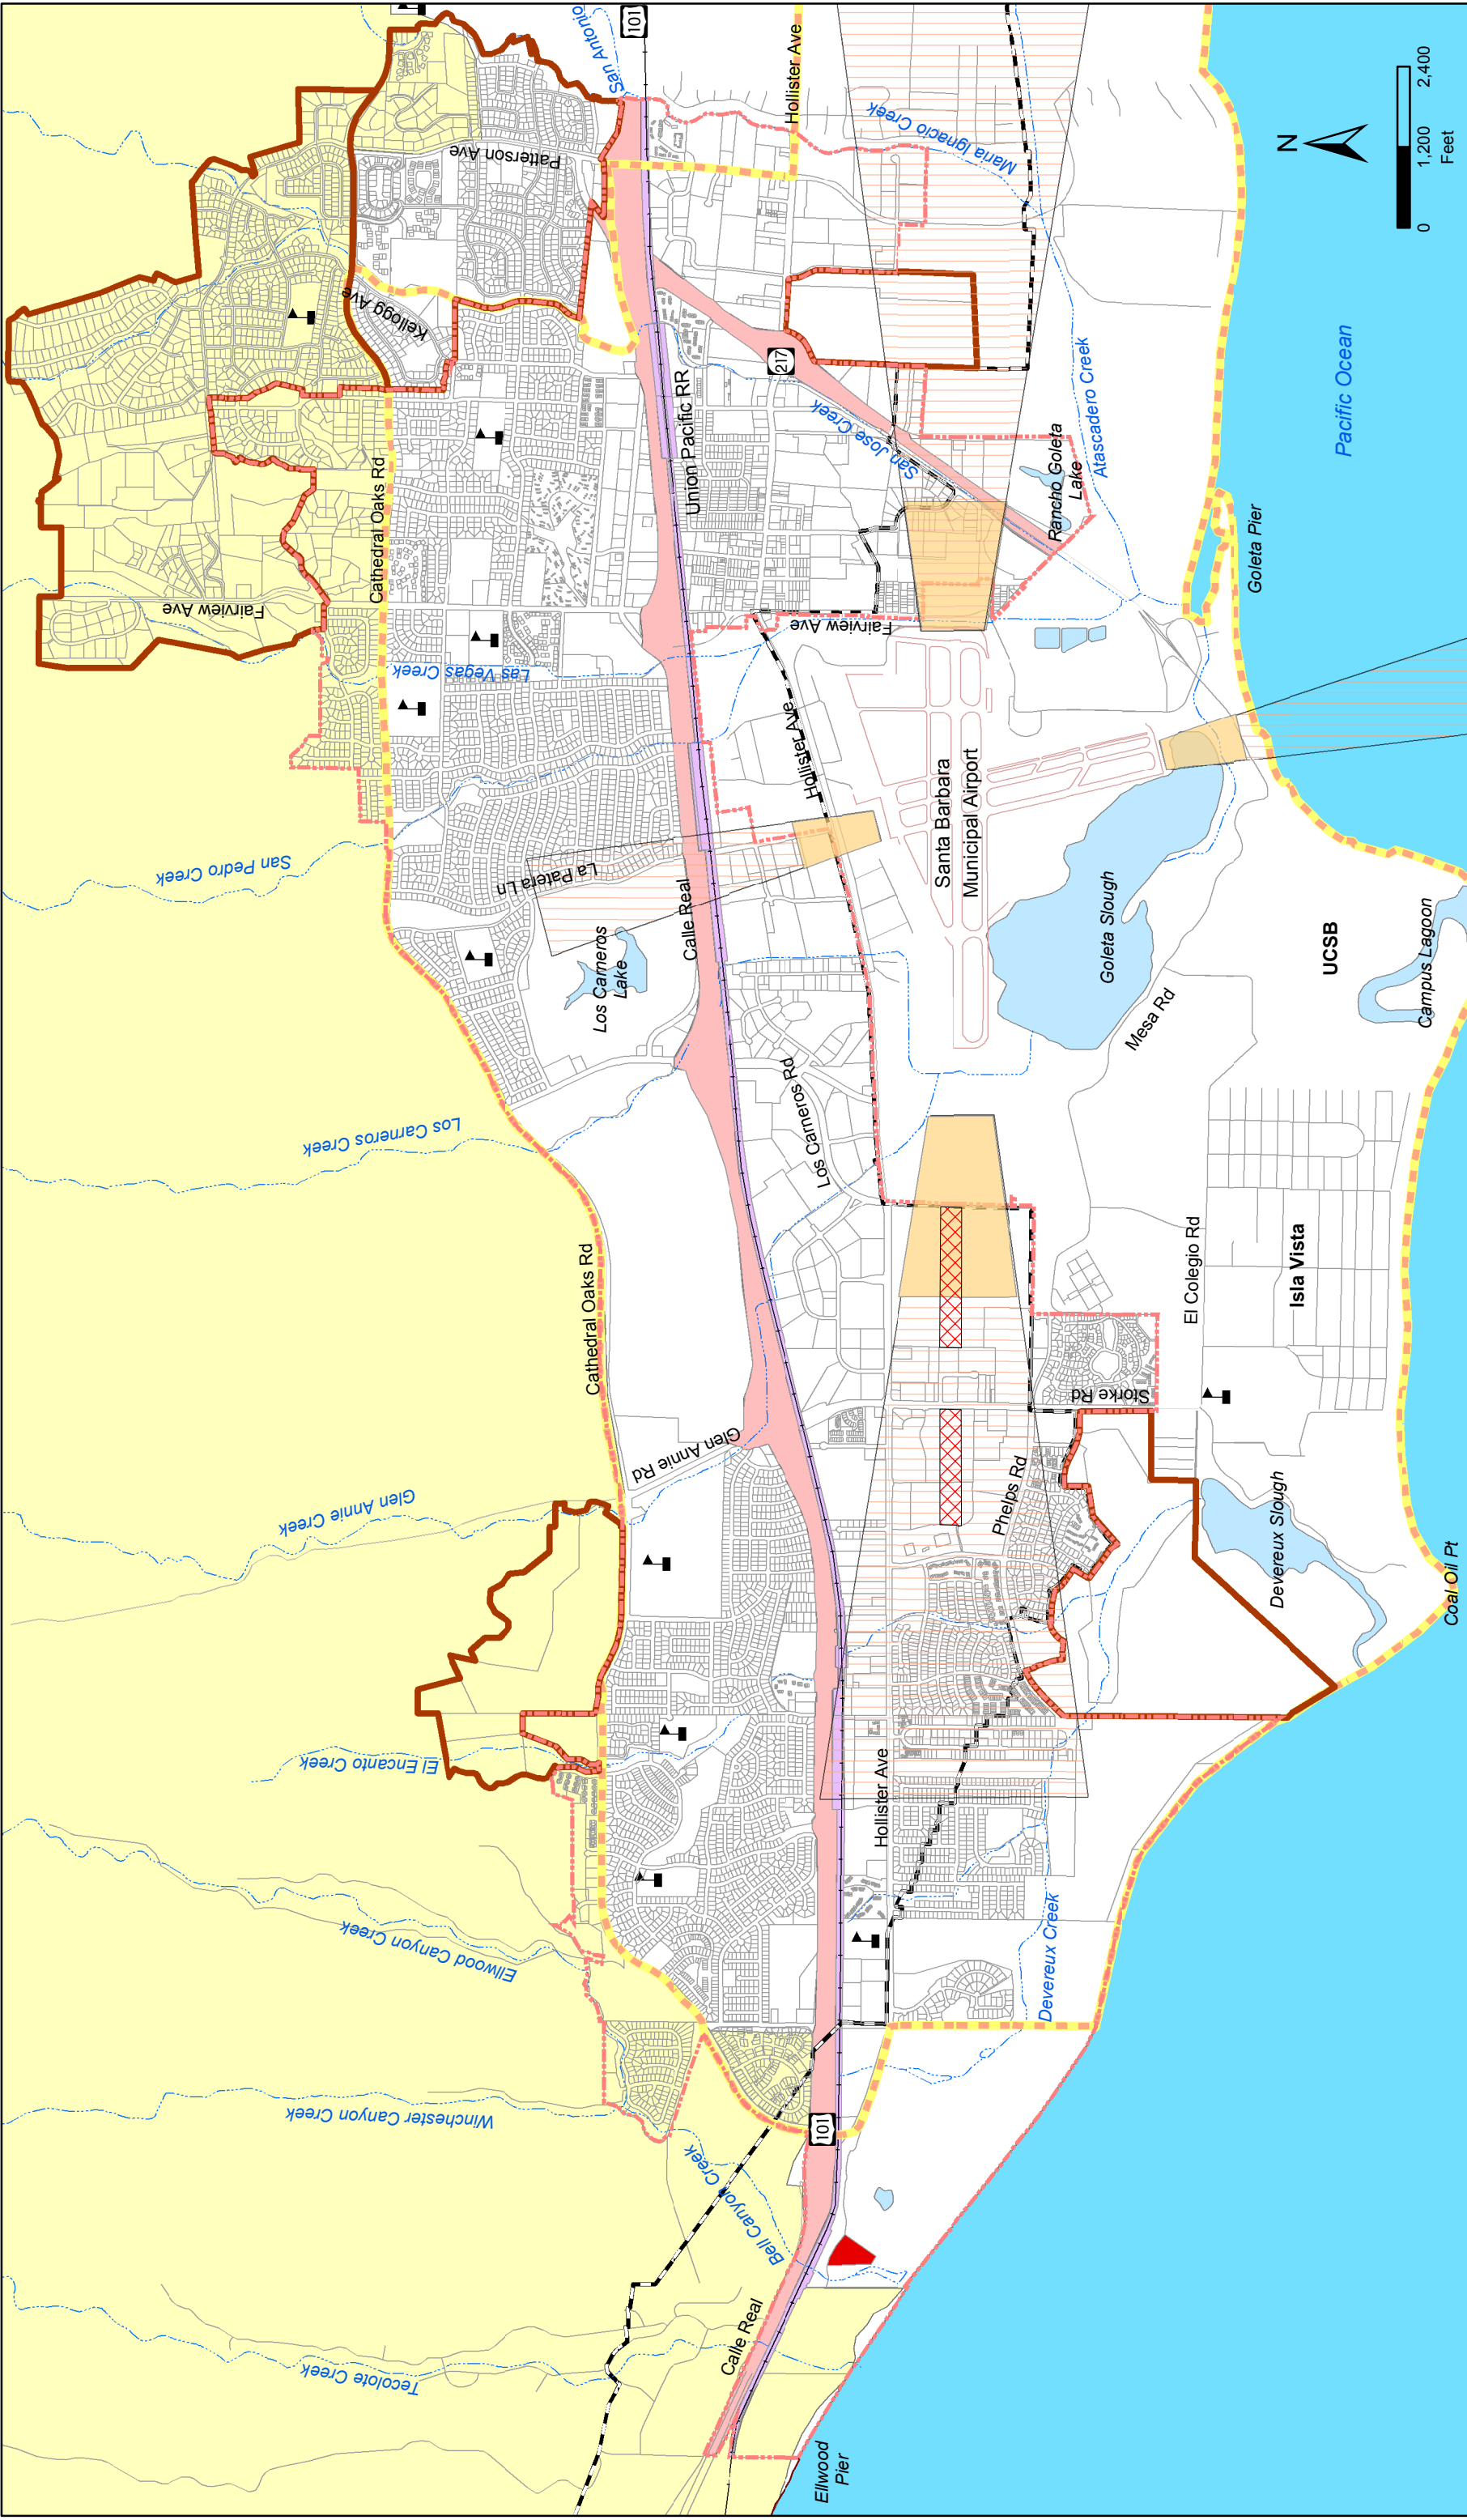 San Antonio
101
Hollister Ave
Maria Ignacio Creek
Patterson Ave
Kellogg Ave
217
Union Pacific RR
San Jose Creek
Atascadero Creek
Rancho Goleta
Lake
Pacific Ocean
N
0
1,200
2,400
Feet
Cathedral Oaks Rd
Fairview Ave
Fairview Ave
Las Vegas Creek
Goleta Pier
Hollister Ave
Santa Barbara
Municipal Airport
San Pedro Creek
La Patera Ln
Calle Real
Los Carneros
Lake
Goleta Slough
Mesa Rd
UCSB
Campus Lagoon
Los Carneros Creek
Los Carneros Rd
Cathedral Oaks Rd
El Colegio Rd
Isla Vista
Storke Rd
Glen Annie Rd
Glen Annie Creek
Phelps Rd
Devereux Slough
Coal Oil Pt
El Encanto Creek
Hollister Ave
Ellwood Canyon Creek
Devereux Creek
Winchester Canyon Creek
101
Bell Canyon Creek
Calle Real
Tecolote Creek
Ellwood
Pier